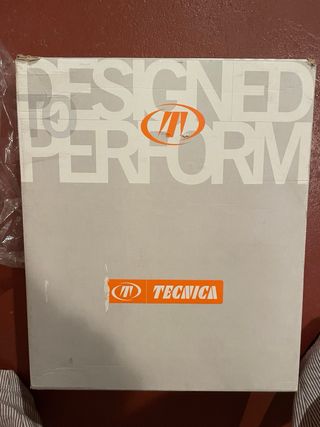 DESIGNED
TO
PERFORM
TECNICA